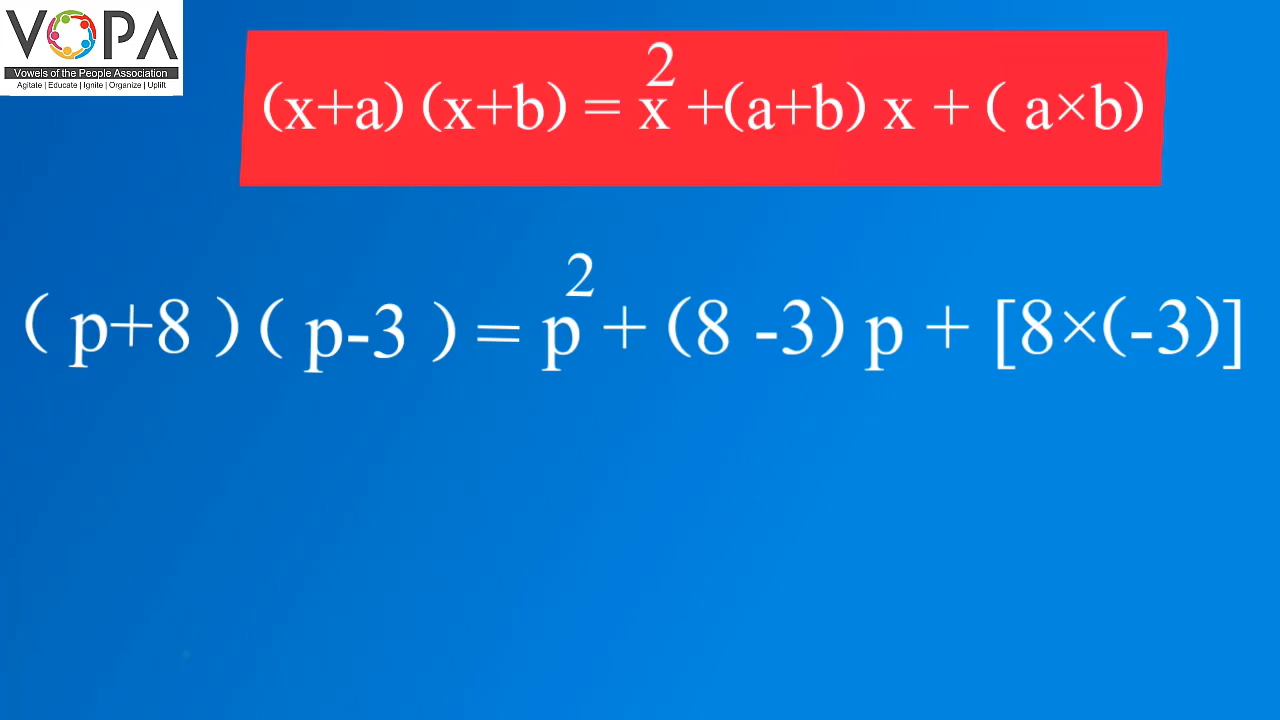 VOPA
Vowels of the People Association
Agitate | Educate | Ignite | Organize | Uplift
(x+a) (x+b) = x² +(a+b) x + ( a×b)
( p+8 ) ( p-3 ) = p² + (8 -3) p + [8×(-3)]